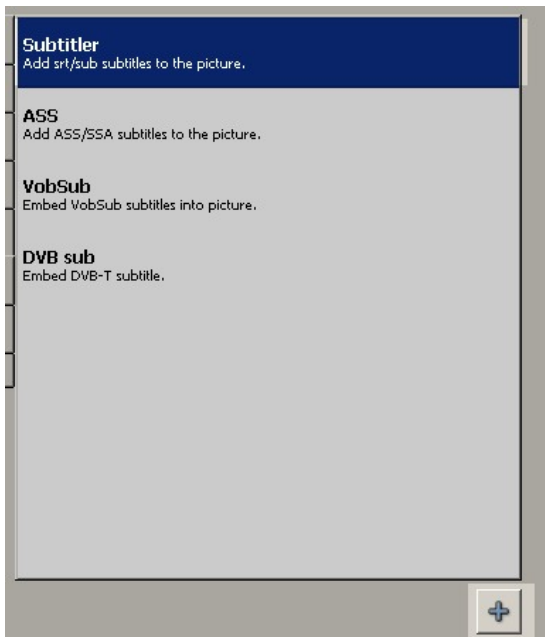 Subtitler
Add srt/sub subtitles to the picture.
ASS
Add ASS/SSA subtitles to the picture.
VobSub
Embed VobSub subtitles into picture.
DVB sub
Embed DVB-T subtitle.